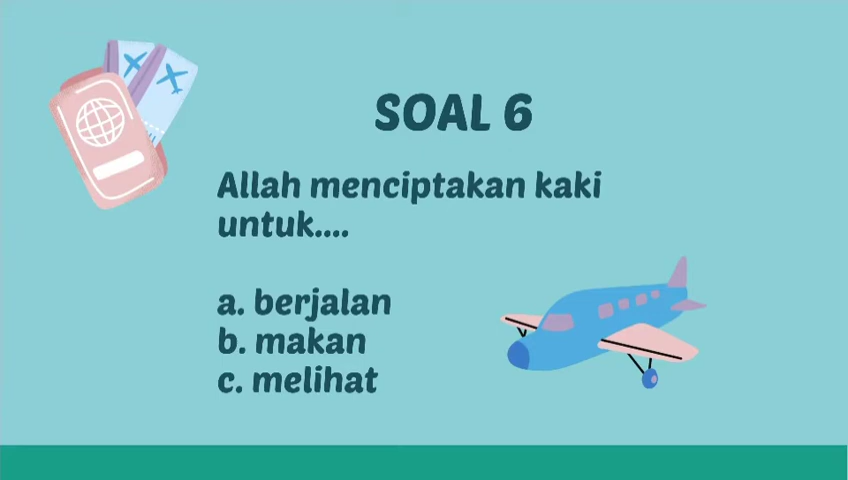 SOAL 6
Allah menciptakan kaki
untuk....
a. berjalan
b. makan
c. melihat